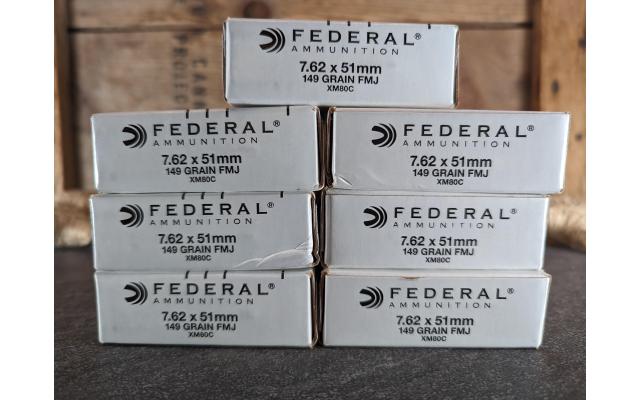 FEDERAL®
AMMUNITION
7.62 x 51mm
149 GRAIN FMJ
XM80C
FEDERAL®
AMMUNITION
7.62 x 51mm
149 GRAIN FMJ
XM80C
FEDERAL®
AMMUNITION
7.62 x 51mm
149 GRAIN FMJ
XM80C
FEDERAL®
AMMUNITION
7.62 x 51mm
149 GRAIN FMJ
XM80C
FEDERAL®
AMMUNITION
7.62 x 51mm
149 GRAIN FMJ
XM80C
FEDERAL®
AMMUNITION
7.62 x 51mm
149 GRAIN FMJ
XM80C
FEDERAL®
AMMUNITION
7.62 x 51mm
149 GRAIN FMJ
XM80C